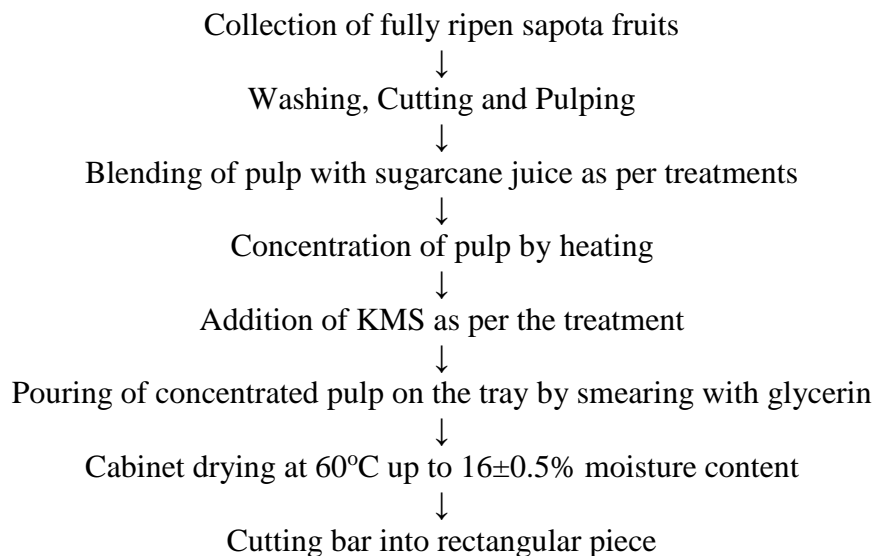 Collection of fully ripen sapota fruits
↓
Washing, Cutting and Pulping
↓
Blending of pulp with sugarcane juice as per treatments
↓
Concentration of pulp by heating
↓
Addition of KMS as per the treatment
↓
Pouring of concentrated pulp on the tray by smearing with glycerin
↓
Cabinet drying at 60°C up to 16±0.5% moisture content
↓
Cutting bar into rectangular piece